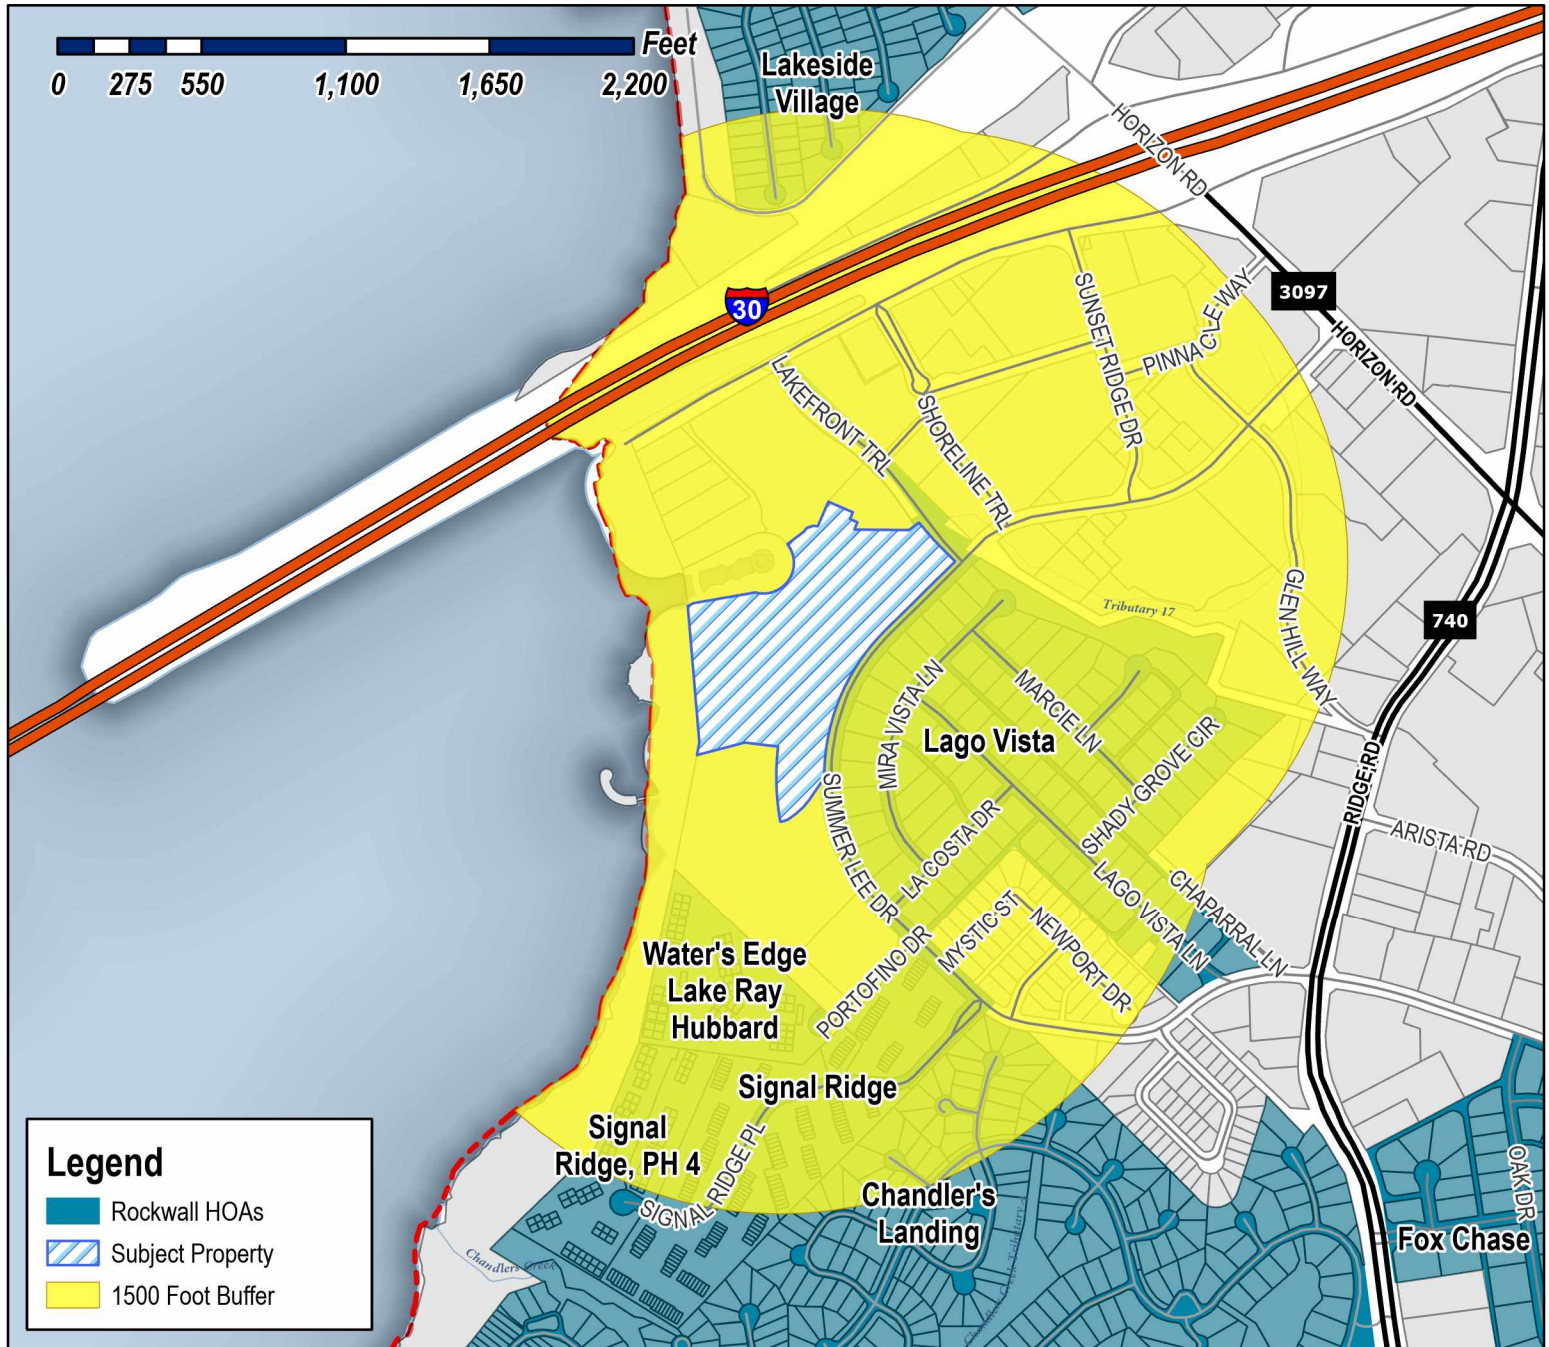 Feet
0 275 550 1,100 1,650 2,200
Lakeside
Village
HORIZON RD
30
3097
SUNSET RIDGE DR
PINNACLE WAY
HORIZON RD
LAKEFRONT TRL
SHORELINE TRL
GLEN HILL WAY
Tributary 17
740
MIRA VISTA LN
MARCIE LN
Lago Vista
SHADY GROVE CIR
RIDGE RD
SUMMER LEE DR
LA COSTA DR
ARISTA RD
LAGO VISTA LN
CHAPARRAL LN
MYSTIC ST
NEWPORT DR
PORTOFINO DR
Water's Edge
Lake Ray
Hubbard
Signal Ridge
Signal
Ridge, PH 4
SIGNAL RIDGE PL
Chandler's
Landing
Chandlers Creek
Chandlers Creek Tributary
OAK DR
Fox Chase
Legend
Rockwall HOAs
Subject Property
1500 Foot Buffer